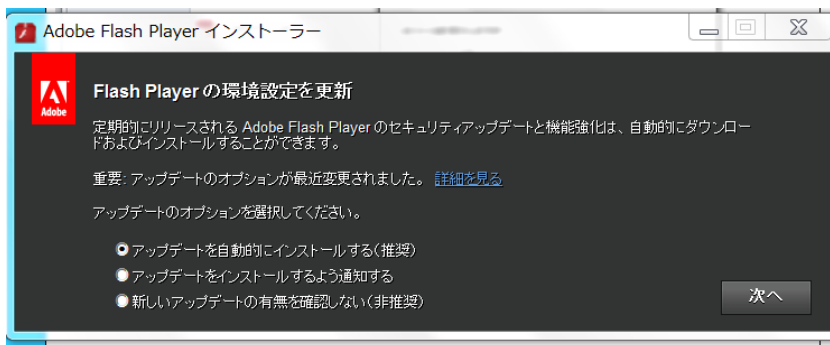 Adobe Flash Player インストーラー
Adobe
Flash Player の環境設定を更新
定期的にリリースされる Adobe Flash Player のセキュリティアップデートと機能強化は、自動的にダウンロー
ドおよびインストールすることができます。
重要: アップデートのオプションが最近変更されました。 詳細を見る
アップデートのオプションを選択してください。
アップデートを自動的にインストールする(推奨)
アップデートをインストールするよう通知する
新しいアップデートの有無を確認しない(非推奨)
次へ